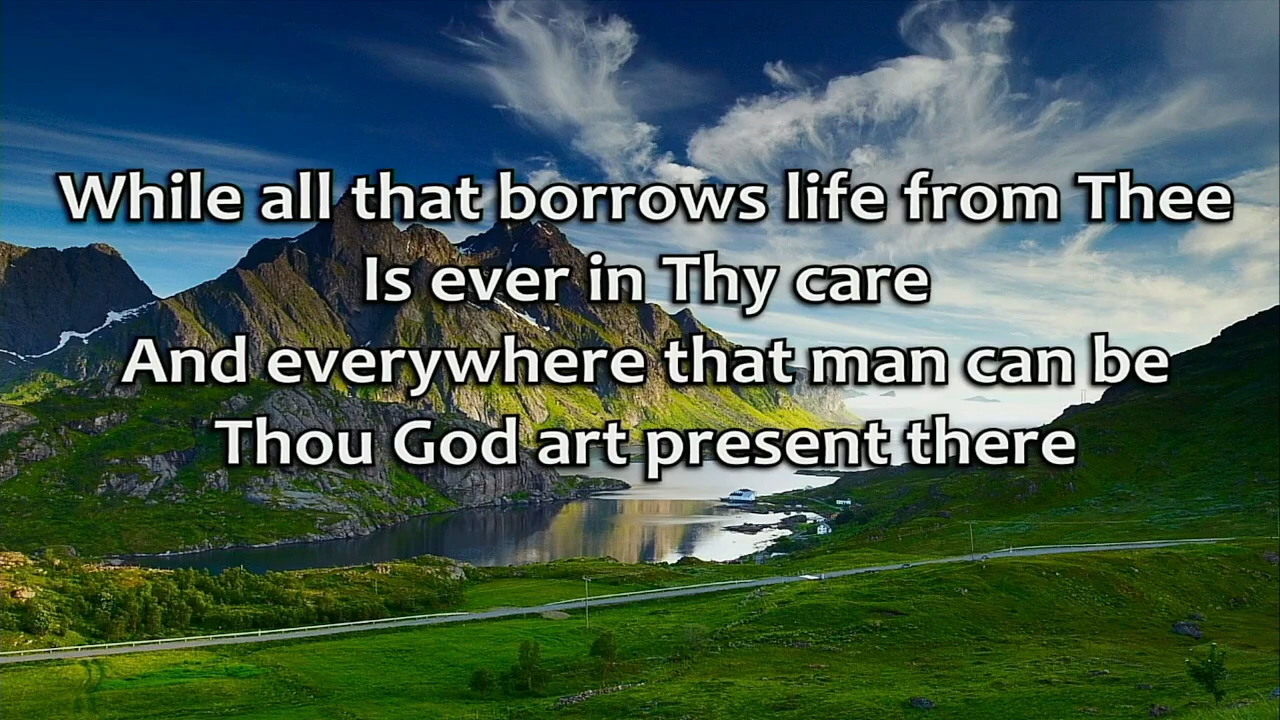 While all that borrows life from Thee
Is ever in Thy care
And everywhere that man can be
Thou God art present there